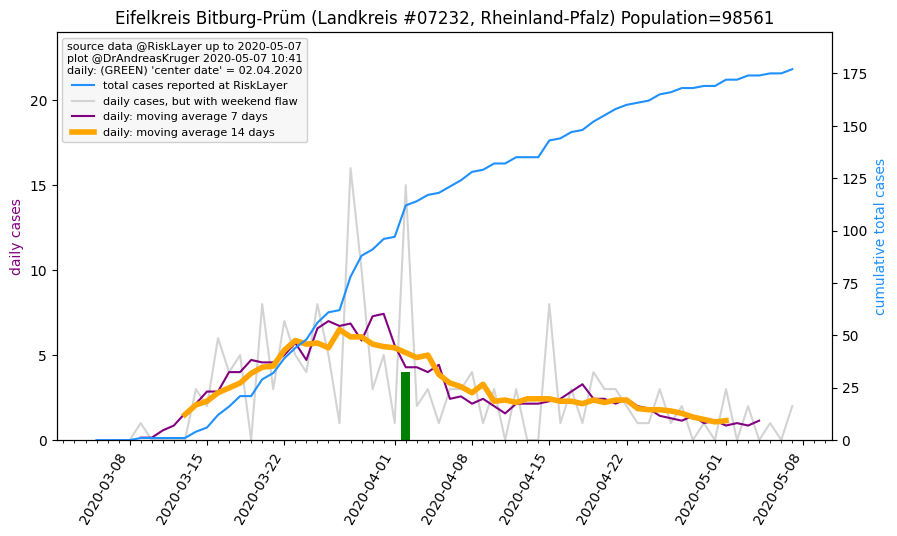 Eifelkreis Bitburg-Prüm (Landkreis #07232, Rheinland-Pfalz) Population=98561
source data @RiskLayer up to 2020-05-07
plot @DrAndreasKruger 2020-05-07 10:41
daily: (GREEN) 'center date' = 02.04.2020
total cases reported at RiskLayer
daily cases, but with weekend flaw
daily: moving average 7 days
daily: moving average 14 days
daily cases
20
15
10
5
0
cumulative total cases
175
150
125
100
75
50
25
0
2020-03-08
2020-03-15
2020-03-22
2020-04-01
2020-04-08
2020-04-15
2020-04-22
2020-05-01
2020-05-08